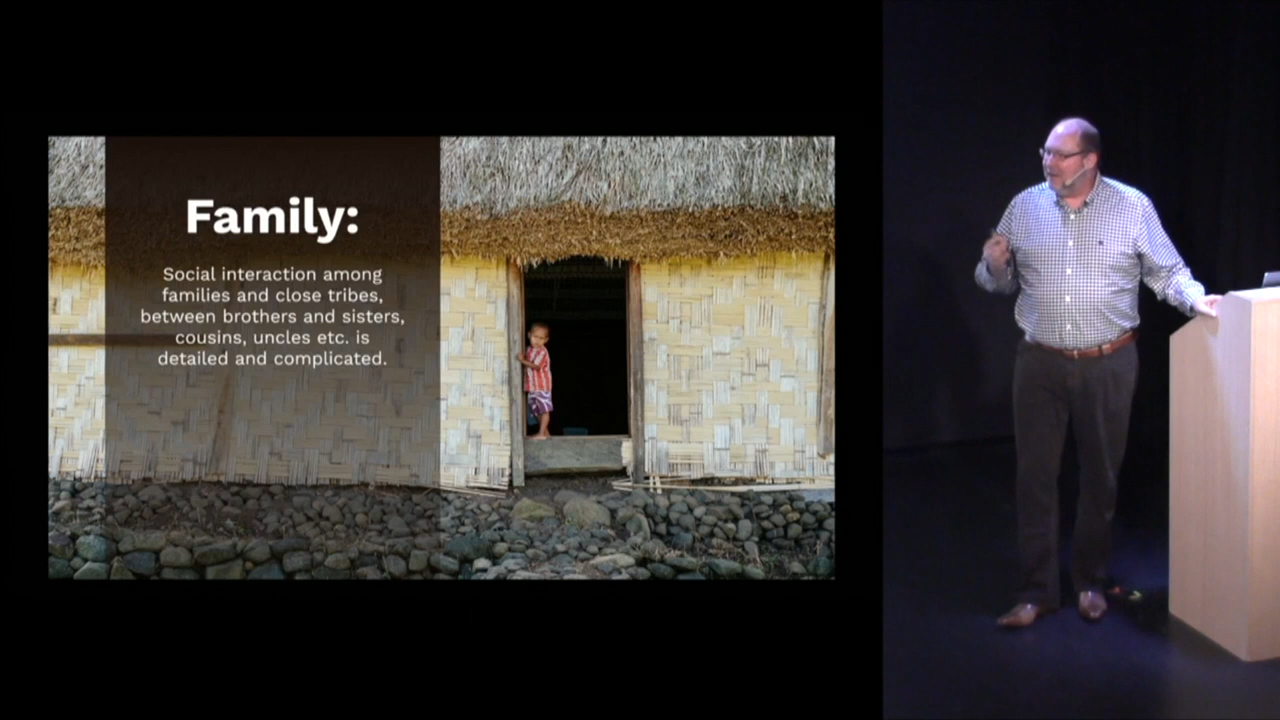 Family:
Social interaction among
families and close tribes,
between brothers and sisters,
cousins, uncles etc. is
detailed and complicated.